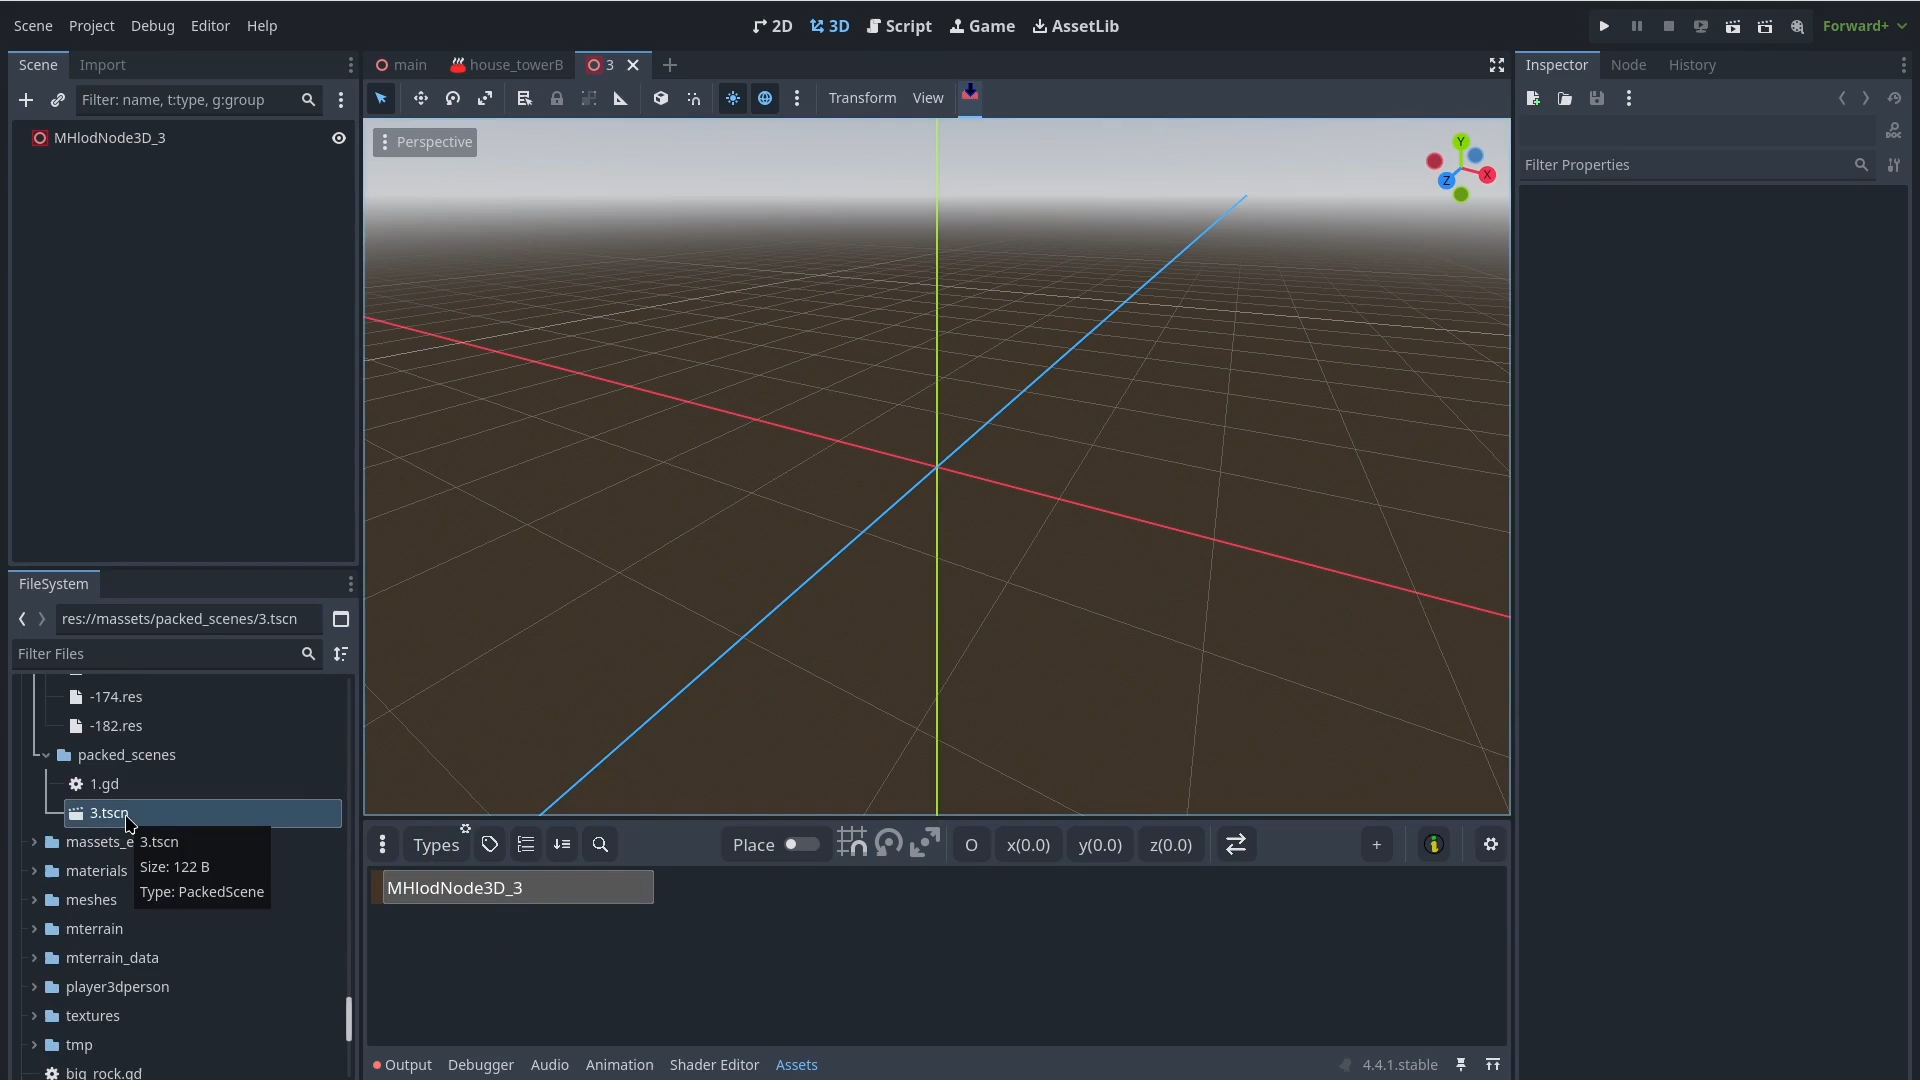 Scene Project Debug Editor Help
2D 3D Script Game AssetLib
Forward+
Scene Import
main house_towerB 3
Inspector Node History
Filter: name, t:type, g:group
Transform View
MHlodNode3D_3
Perspective
Y
X
Z
Filter Properties
FileSystem
res://massets/packed_scenes/3.tscn
Filter Files
-174.res
-182.res
packed_scenes
1.gd
3.tscn
massets_e
3.tscn
Size: 122 B
Type: PackedScene
materials
meshes
mterrain
mterrain_data
player3dperson
textures
tmp
big_rock.gd
Types
Place
O x(0.0) y(0.0) z(0.0)
MHlodNode3D_3
Output Debugger Audio Animation Shader Editor Assets
4.4.1.stable